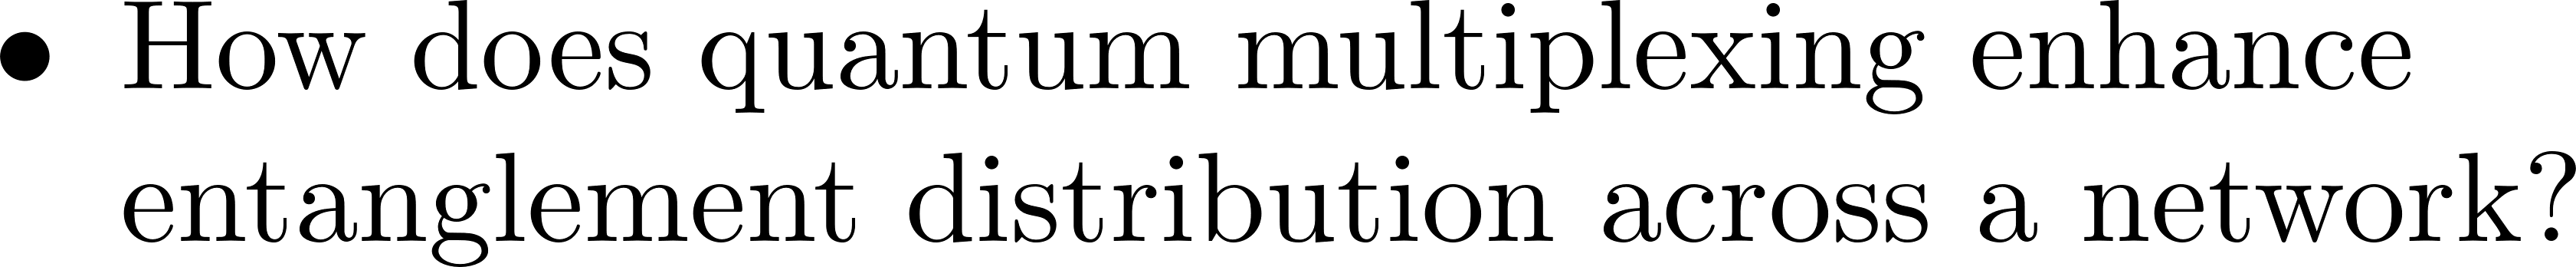 • How does quantum multiplexing enhance
entanglement distribution across a network?